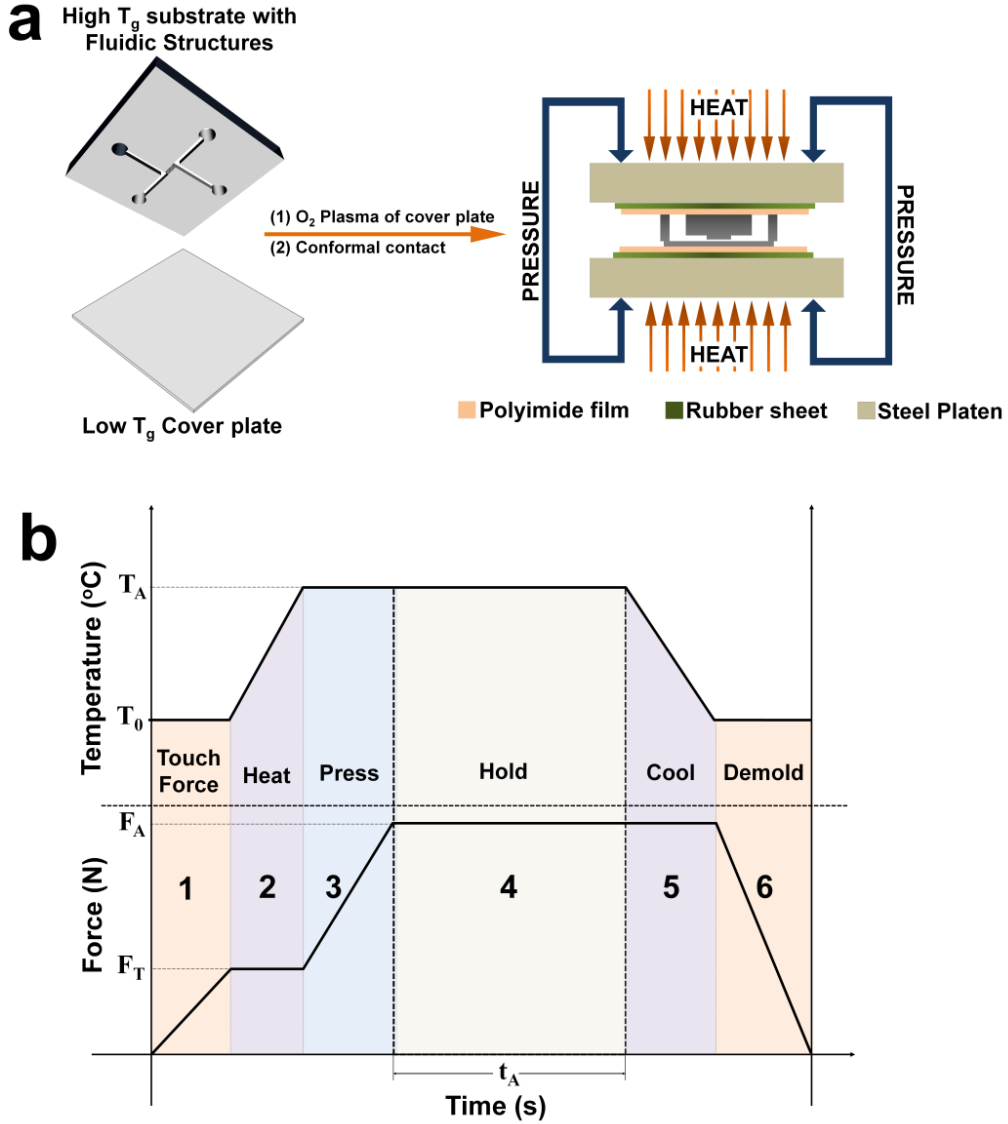 a
High Tg substrate with
Fluidic Structures
(1) O2 Plasma of cover plate
(2) Conformal contact
Low Tg Cover plate
HEAT
PRESSURE
PRESSURE
HEAT
Polyimide film
Rubber sheet
Steel Platen
b
Temperature (ºC)
TA
T0
Touch
Force
Heat
Press
Hold
Cool
Demold
Force (N)
FA
FT
1
2
3
4
5
6
tA
Time (s)